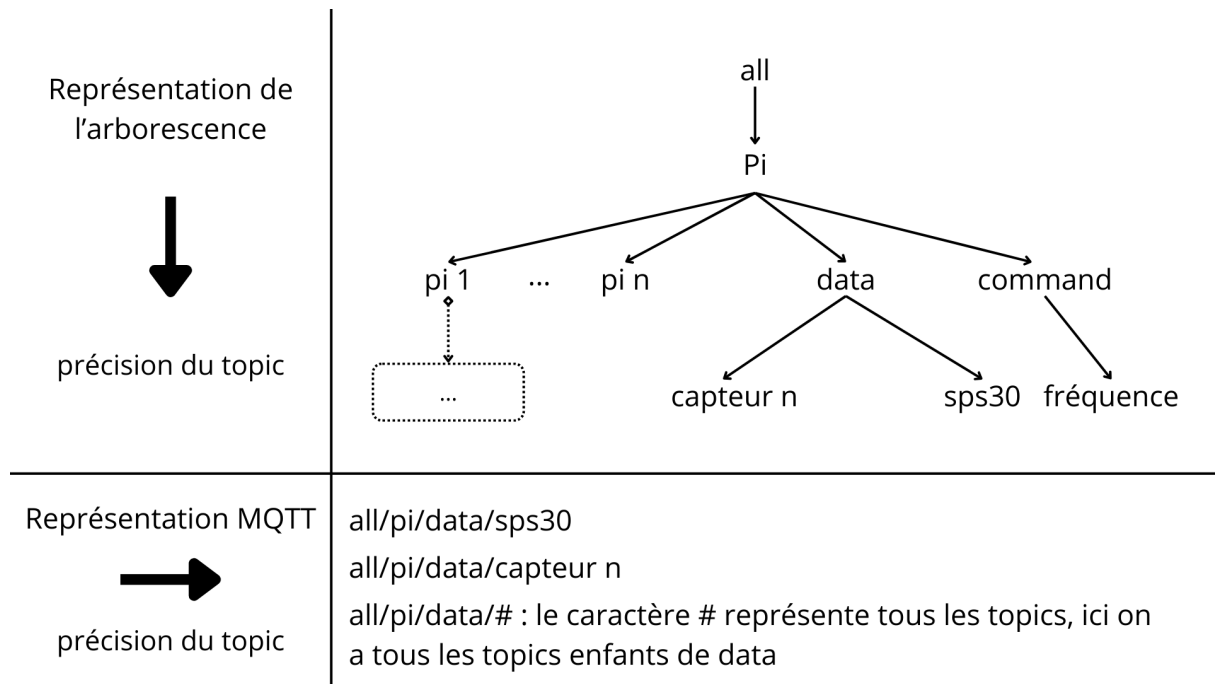 Représentation de
l’arborescence
précision du topic
all
Pi
pi 1 ... pi n data command
...
capteur n sps30 fréquence
Représentation MQTT
précision du topic
all/pi/data/sps30
all/pi/data/capteur n
all/pi/data/# : le caractère # représente tous les topics, ici on
a tous les topics enfants de data